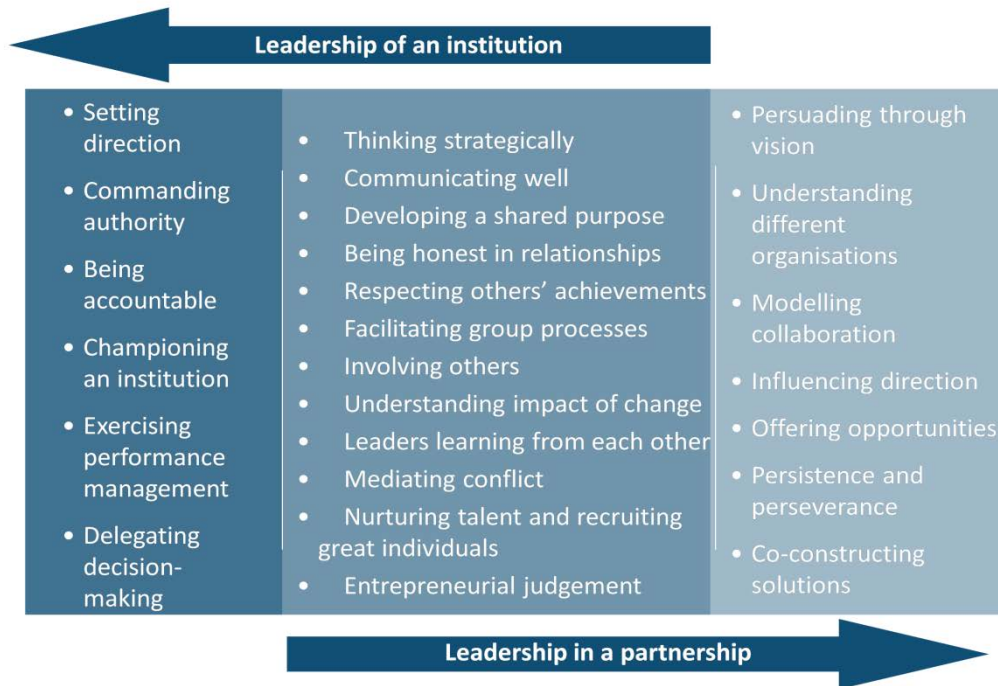 Leadership of an institution
• Setting
direction
• Commanding
authority
• Being
accountable
• Championing
an institution
• Exercising
performance
management
• Delegating
decision-
making
• Thinking strategically
• Communicating well
• Developing a shared purpose
• Being honest in relationships
• Respecting others’ achievements
• Facilitating group processes
• Involving others
• Understanding impact of change
• Leaders learning from each other
• Mediating conflict
• Nurturing talent and recruiting
great individuals
• Entrepreneurial judgement
• Persuading through
vision
• Understanding
different
organisations
• Modelling
collaboration
• Influencing direction
• Offering opportunities
• Persistence and
perseverance
• Co-constructing
solutions
Leadership in a partnership